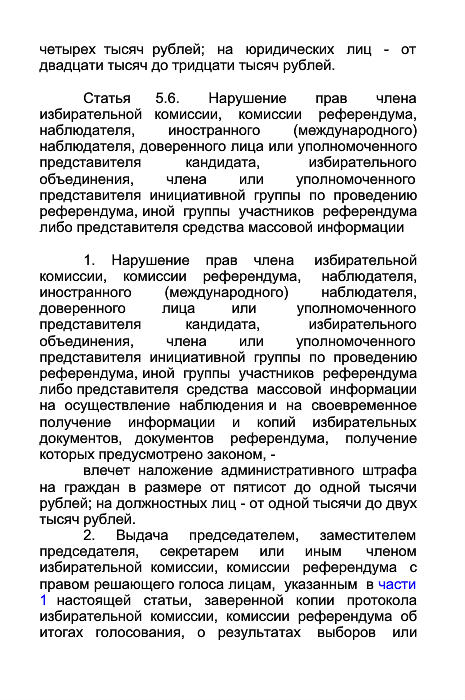 четырех тысяч рублей; на юридических лиц - от
двадцати тысяч до тридцати тысяч рублей.
Статья 5.6. Нарушение прав члена
избирательной комиссии, комиссии референдума,
наблюдателя, иностранного (международного)
наблюдателя, доверенного лица или уполномоченного
представителя кандидата, избирательного
объединения, члена или уполномоченного
представителя инициативной группы по проведению
референдума, иной группы участников референдума
либо представителя средства массовой информации
1. Нарушение прав члена избирательной
комиссии, комиссии референдума, наблюдателя,
иностранного (международного) наблюдателя,
доверенного лица или уполномоченного
представителя кандидата, избирательного
объединения, члена или уполномоченного
представителя инициативной группы по проведению
референдума, иной группы участников референдума
либо представителя средства массовой информации
на осуществление наблюдения и на своевременное
получение информации и копий избирательных
документов, документов референдума, получение
которых предусмотрено законом, -
влечет наложение административного штрафа
на граждан в размере от пятисот до одной тысячи
рублей; на должностных лиц - от одной тысячи до двух
тысяч рублей.
2. Выдача председателем, заместителем
председателя, секретарем или иным членом
избирательной комиссии, комиссии референдума с
правом решающего голоса лицам, указанным в части
1 настоящей статьи, заверенной копии протокола
избирательной комиссии, комиссии референдума об
итогах голосования, о результатах выборов или